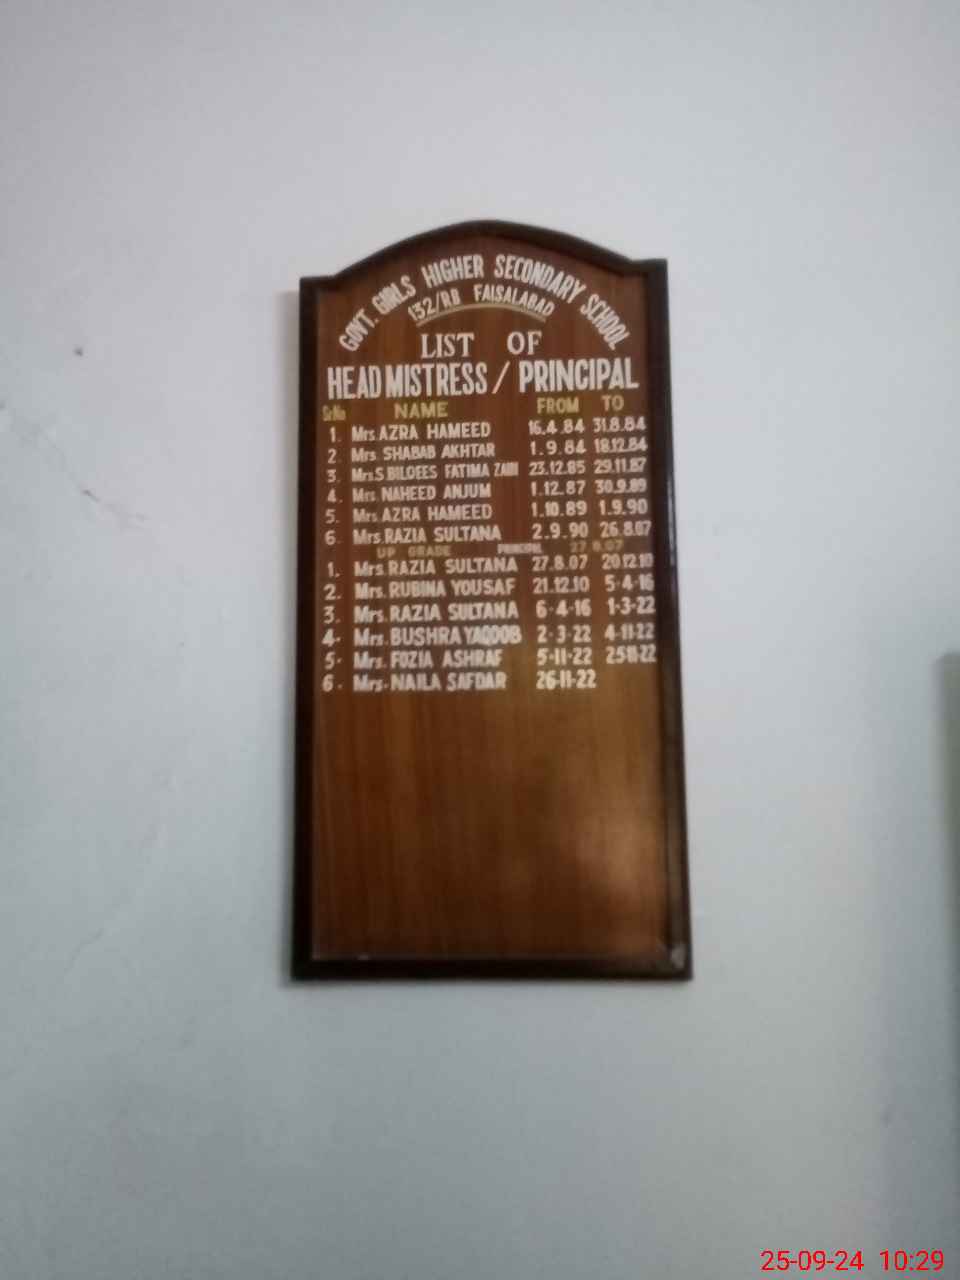 GOVT. GIRLS HIGHER SECONDARY SCHOOL
132/RB FAISALABAD
LIST OF
HEADMISTRESS / PRINCIPAL
Sr.No NAME FROM TO
1. Mrs. AZRA HAMEED 16.4.84 31.8.84
2. Mrs. SHABAB AKHTAR 1.9.84 18.12.84
3. Mrs. S. BILQEES FATIMA ZAIDI 23.12.85 29.11.87
4. Mrs. NAHEED ANJUM 1.12.87 30.9.89
5. Mrs. AZRA HAMEED 1.10.89 1.9.90
6. Mrs. RAZIA SULTANA 2.9.90 26.8.07
UP GRADE PRINCIPAL 27.8.07
1. Mrs. RAZIA SULTANA 27.8.07 20.12.10
2. Mrs. RUBINA YOUSAF 21.12.10 5-4-16
3. Mrs. RAZIA SULTANA 6-4-16 1-3-22
4. Mrs. BUSHRA YAQOOB 2-3-22 4-11-22
5. Mrs. FOZIA ASHRAF 5-11-22 25-11-22
6. Mrs. NAILA SAFDAR 26-11-22
25-09-24 10:29